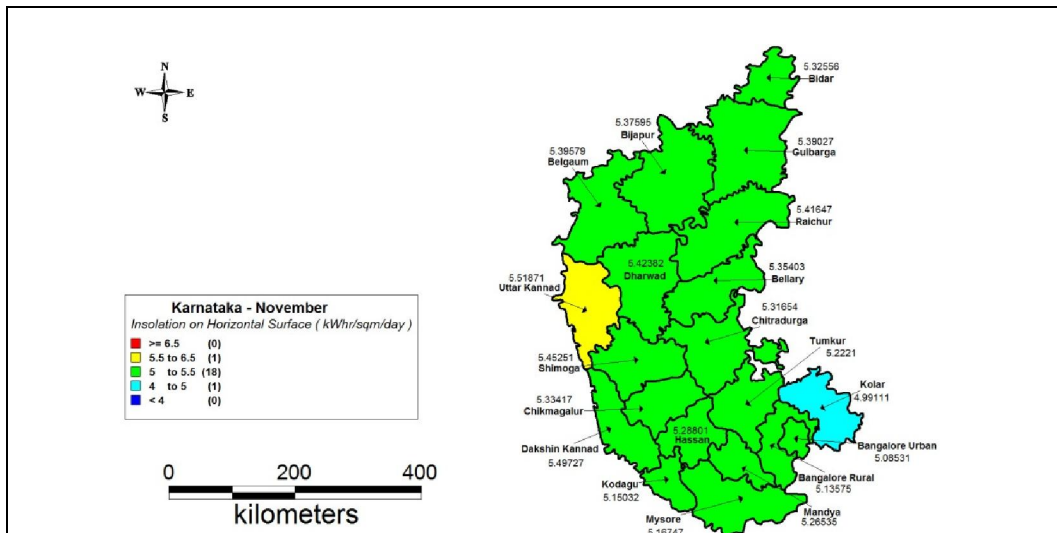 N
W E
S
5.32556
Bidar
5.37595
Bijapur
5.39027
Gulbarga
5.39579
Belgaum
5.41647
Raichur
5.42382
Dharwad
5.35403
Bellary
5.51871
Uttar Kannad
5.31654
Chitradurga
Karnataka - November
Insolation on Horizontal Surface ( kWhr/sqm/day )
>= 6.5 (0)
5.5 to 6.5 (1)
5 to 5.5 (18)
4 to 5 (1)
< 4 (0)
Tumkur
5.2221
5.45251
Shimoga
Kolar
4.99111
5.33417
Chikmagalur
5.28801
Hassan
Dakshin Kannad
5.49727
Bangalore Urban
5.08531
Bangalore Rural
5.13575
Kodagu
5.15032
Mandya
5.26535
Mysore
5.16747
0 200 400
kilometers